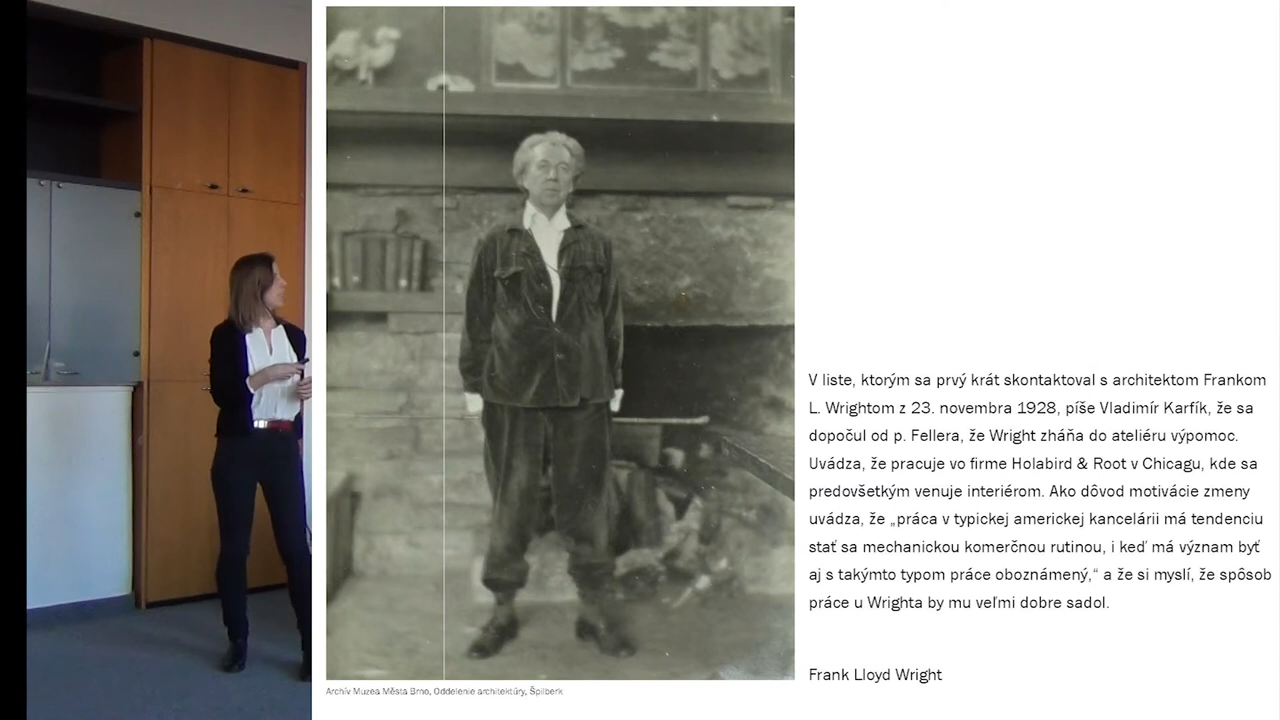 V liste, ktorým sa prvý krát skontaktoval s architektom Frankom
L. Wrightom z 23. novembra 1928, píše Vladimír Karfík, že sa
dopočul od p. Fellera, že Wright zháňa do ateliéru výpomoc.
Uvádza, že pracuje vo firme Holabird & Root v Chicagu, kde sa
predovšetkým venuje interiérom. Ako dôvod motivácie zmeny
uvádza, že „práca v typickej americkej kancelárii má tendenciu
stať sa mechanickou komerčnou rutinou, i keď má význam byť
aj s takýmto typom práce oboznámený,“ a že si myslí, že spôsob
práce u Wrighta by mu veľmi dobre sadol.
Frank Lloyd Wright
Archív Muzea Města Brno, Oddelenie architektúry, Špilberk